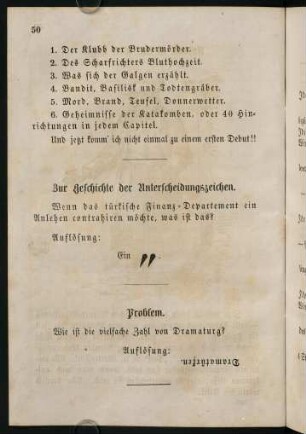 50
1. Der Klubb der Brudermörder.
2. Des Scharfrichters Bluthochzeit.
3. Was sich der Galgen erzählt.
4. Bandit, Basilisk und Todtengräber.
5. Mord, Brand, Teufel, Donnerwetter.
6. Geheimnisse der Katakomben, oder 40 Hin-
richtungen in jedem Capitel.
Und jetzt komm' ich nicht einmal zu einem ersten Debut!!
Zur Geschichte der Unterscheidungszeichen.
Wenn das türkische Finanz-Departement ein
Anlehen contrahiren möchte, was ist das?
Auflösung:
Ein „
Problem.
Wie ist die vielfache Zahl von Dramaturg?
Auflösung:
Dramatürken